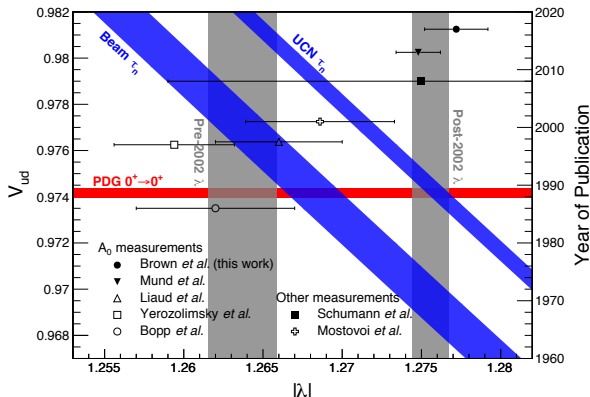 0.982
0.98
0.978
0.976
0.974
0.972
0.97
0.968
V_ud
Beam τ_n
UCN τ_n
Pre-2002 λ
Post-2002 λ
PDG 0⁺→0⁺
A₀ measurements
Brown et al. (this work)
Mund et al.
Liaud et al.
Yerozolimsky et al.
Bopp et al.
Other measurements
Schumann et al.
Mostovoi et al.
2020
2010
2000
1990
1980
1970
1960
Year of Publication
1.255 1.26 1.265 1.27 1.275 1.28
|λ|